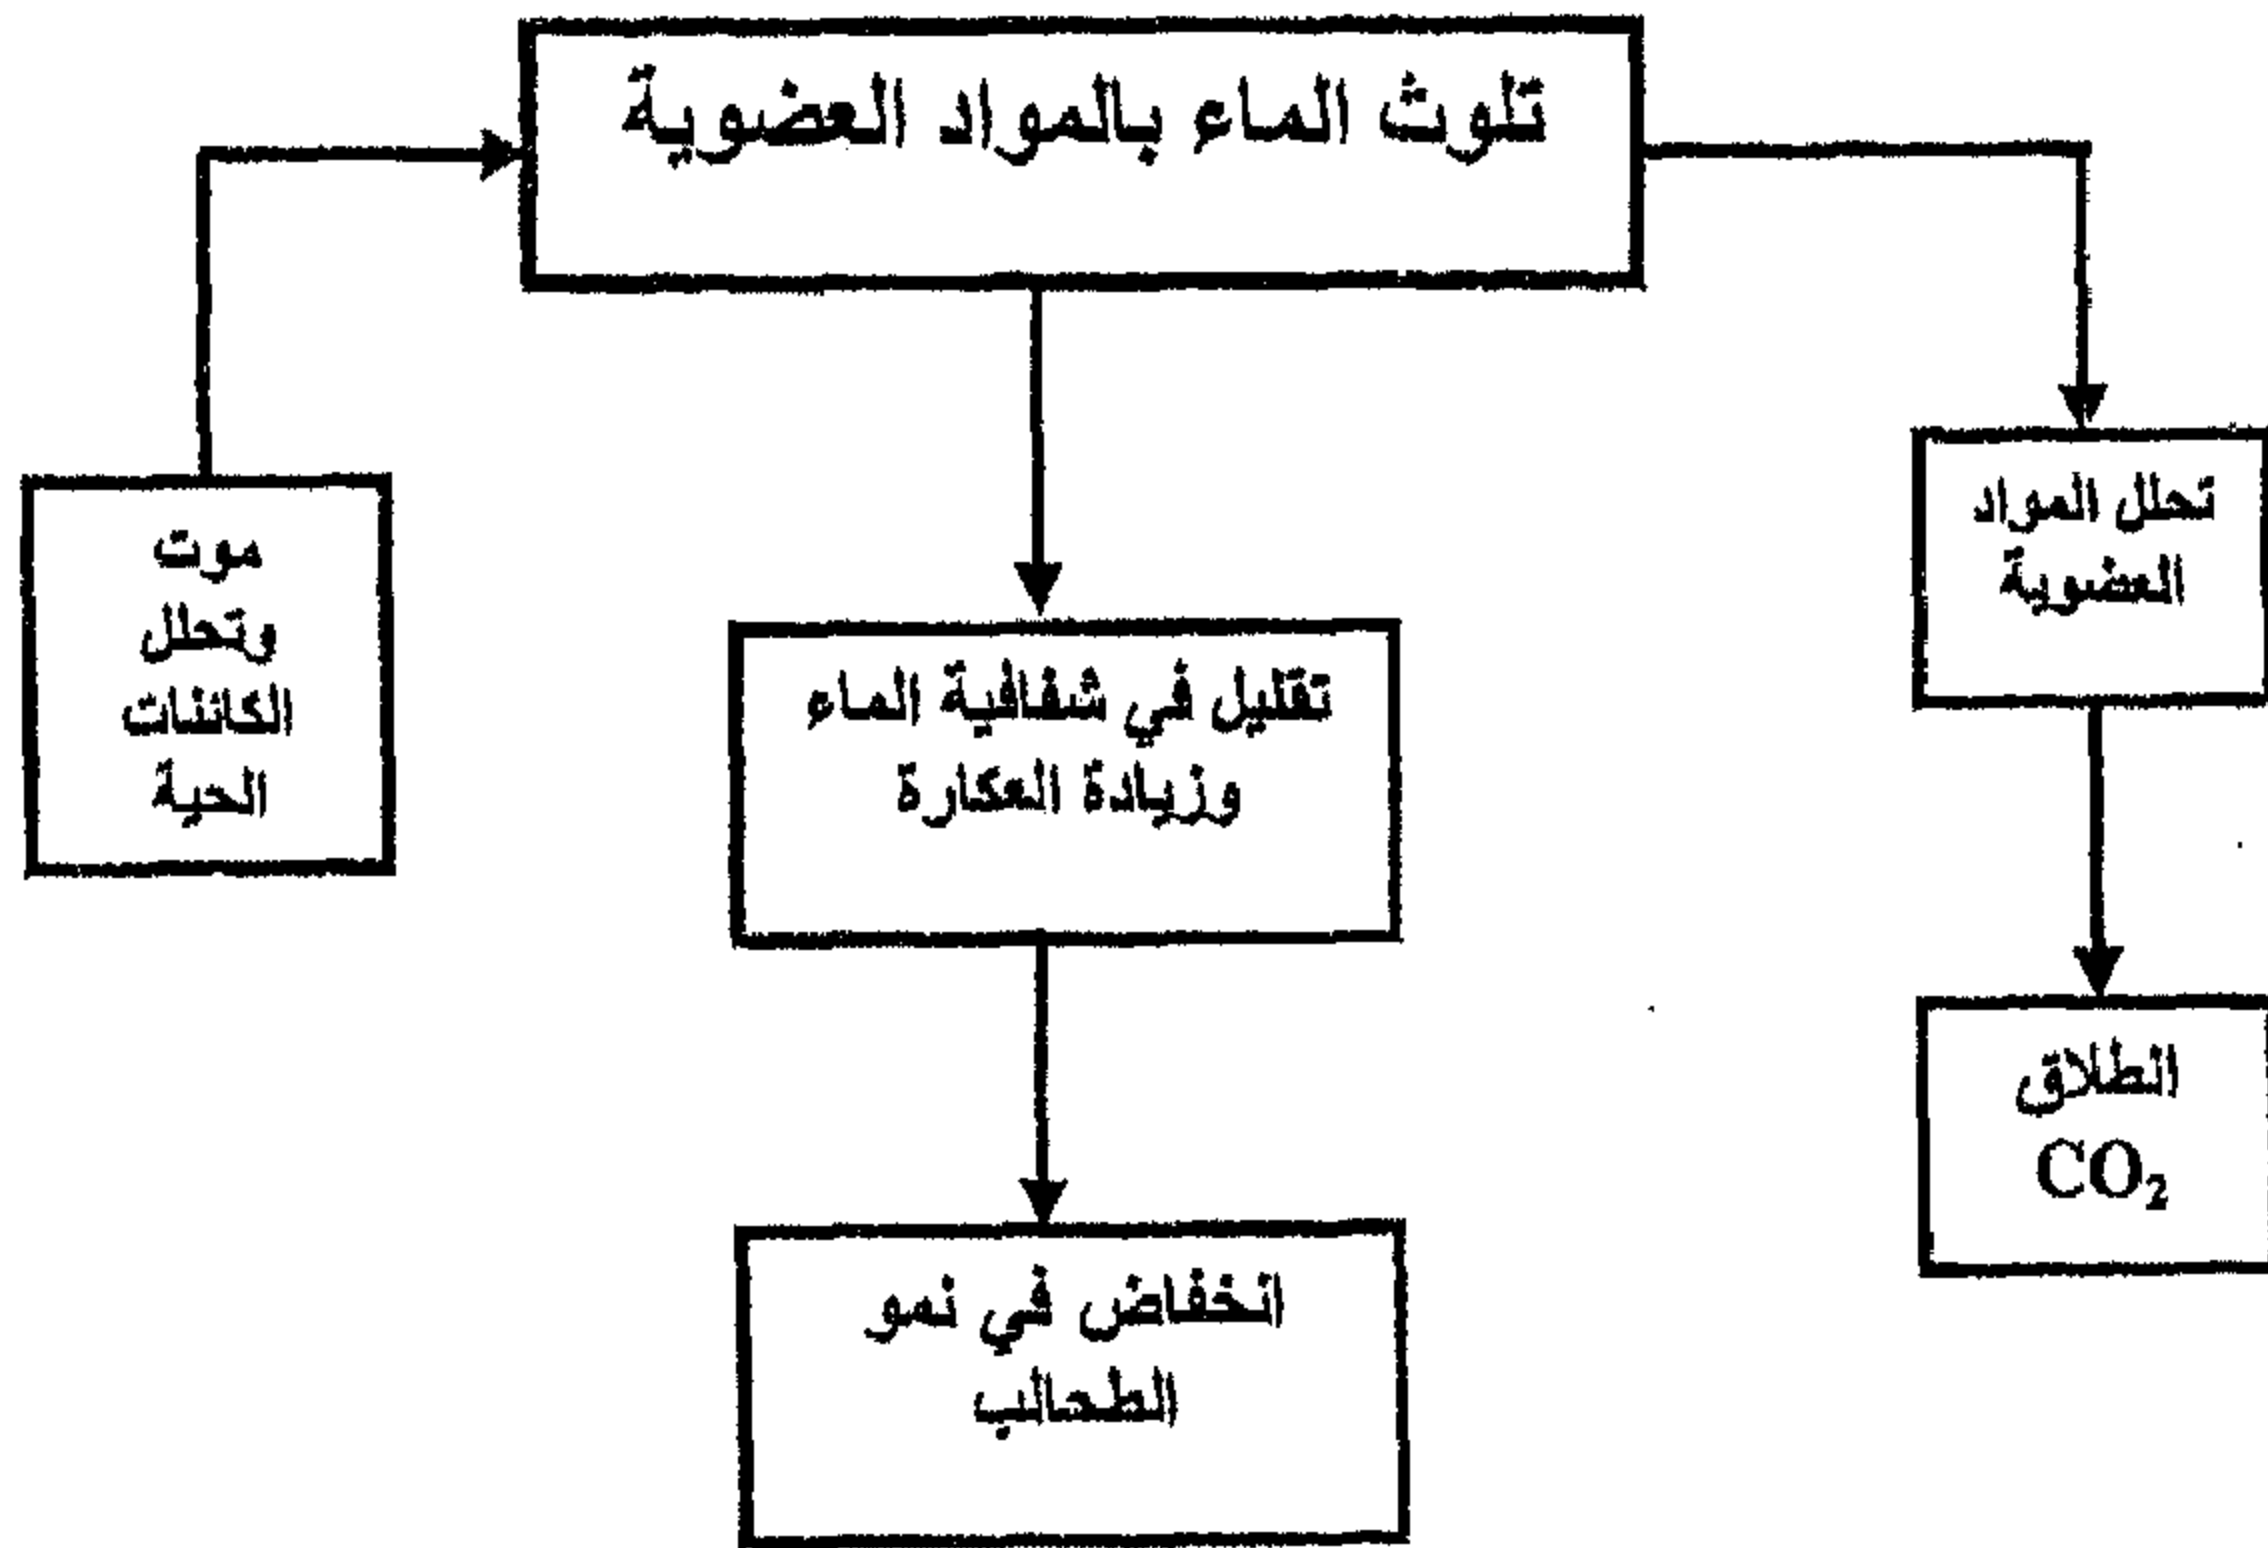 تلوث الماء بالمواد العضوية
تحلل المواد
العضوية
موت
وتحلل
الكائنات
الحية
تقليل في شفافية الماء
وزيادة العكارة
انطلاق
CO₂
انخفاض في نمو
الطحالب